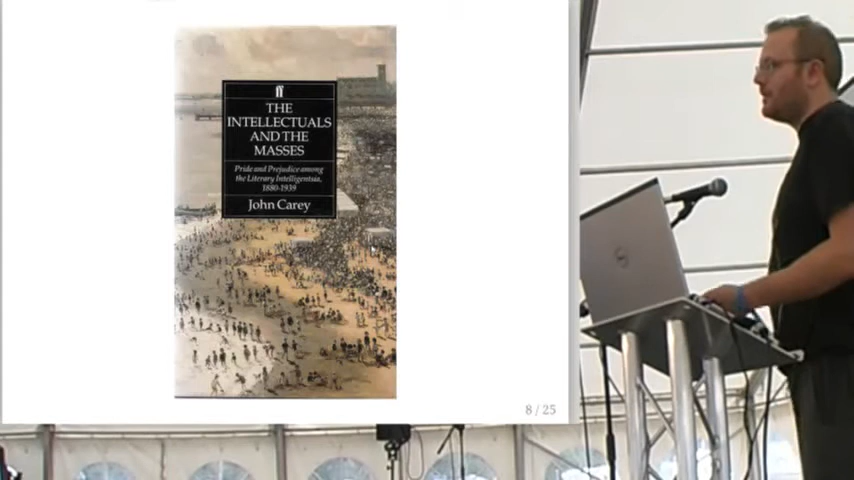 ff
THE
INTELLECTUALS
AND THE
MASSES
Pride and Prejudice among
the Literary Intelligentsia,
1880-1939
John Carey
8 / 25